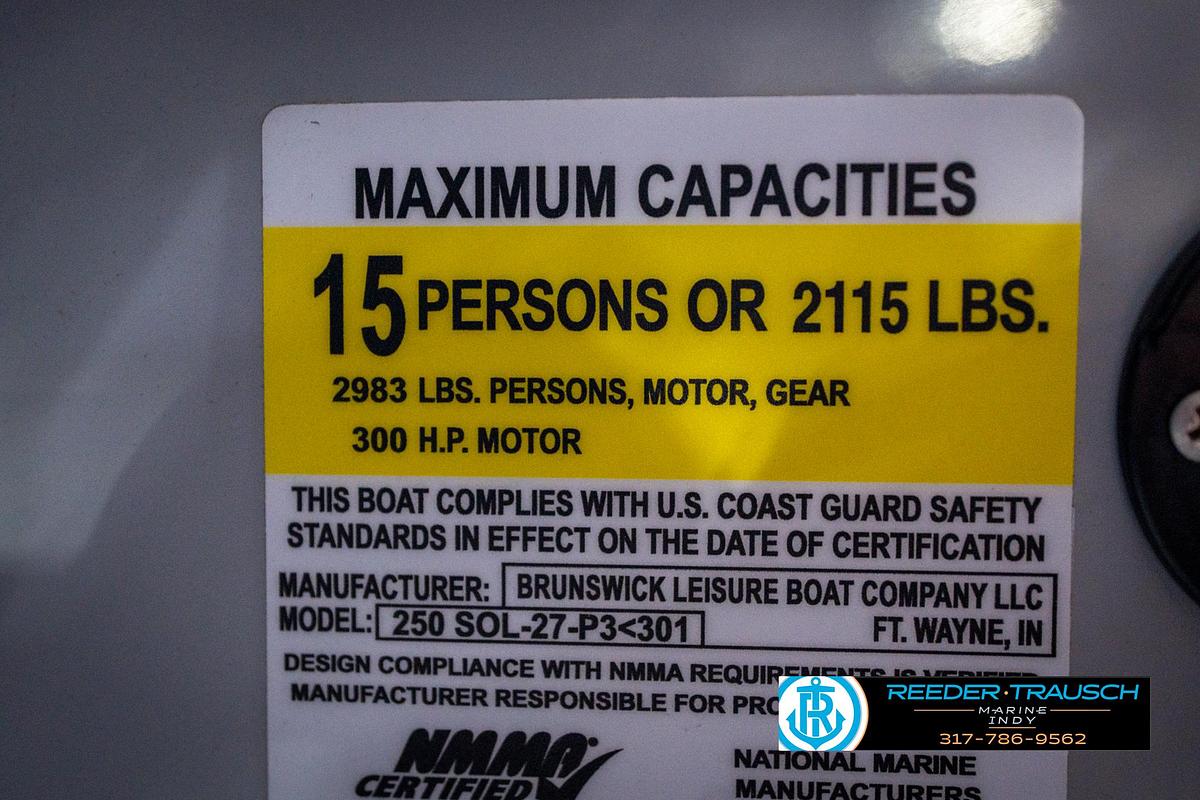 MAXIMUM CAPACITIES
15 PERSONS OR 2115 LBS.
2983 LBS. PERSONS, MOTOR, GEAR
300 H.P. MOTOR
THIS BOAT COMPLIES WITH U.S. COAST GUARD SAFETY
STANDARDS IN EFFECT ON THE DATE OF CERTIFICATION
MANUFACTURER: BRUNSWICK LEISURE BOAT COMPANY LLC
MODEL: 250 SOL-27-P3<301 FT. WAYNE, IN
DESIGN COMPLIANCE WITH NMMA REQUIREMENTS IS VERIFIED.
MANUFACTURER RESPONSIBLE FOR
NMMA
CERTIFIED
NATIONAL MARINE
MANUFACTURERS
R
REEDER·TRAUSCH
MARINE
INDY
317-786-9562